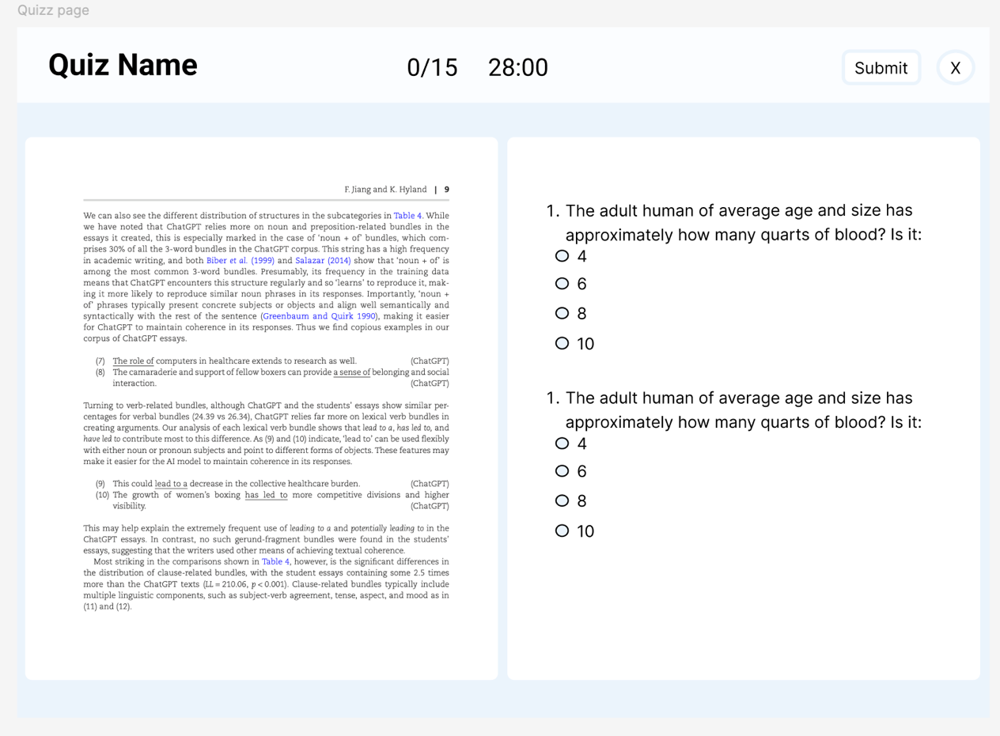 Quizz page
Quiz Name
0/15
28:00
Submit
X
F. Jiang and K. Hyland | 9
We can also see the different distribution of structures in the subcategories in Table 4. While
we have noted that ChatGPT relies more on noun and preposition-related bundles in the
essays it created, this is especially marked in the case of ‘noun + of’ bundles, which com-
prises 30% of all the 3-word bundles in the ChatGPT corpus. This string has a high frequency
in academic writing, and both Biber et al. (1999) and Salazar (2014) show that ‘noun + of’ is
among the most common 3-word bundles. Presumably, its frequency in the training data
means that ChatGPT encounters this structure regularly and so ‘learns’ to reproduce it, mak-
ing it more likely to reproduce similar noun phrases in its responses. Importantly, ‘noun +
of’ phrases typically present concrete subjects or objects and align well semantically and
syntactically with the rest of the sentence (Greenbaum and Quirk 1990), making it easier
for ChatGPT to maintain coherence in its responses. Thus we find copious examples in our
corpus of ChatGPT essays.
(7) The role of computers in healthcare extends to research as well. (ChatGPT)
(8) The camaraderie and support of fellow boxers can provide a sense of belonging and social
interaction. (ChatGPT)
Turning to verb-related bundles, although ChatGPT and the students’ essays show similar per-
centages for verbal bundles (24.39 vs 26.34), ChatGPT relies far more on lexical verb bundles in
creating arguments. Our analysis of each lexical verb bundle shows that lead to a, has led to, and
have led to contribute most to this difference. As (9) and (10) indicate, ‘lead to’ can be used flexibly
with either noun or pronoun subjects and point to different forms of objects. These features may
make it easier for the AI model to maintain coherence in its responses.
(9) This could lead to a decrease in the collective healthcare burden. (ChatGPT)
(10) The growth of women’s boxing has led to more competitive divisions and higher
visibility. (ChatGPT)
This may help explain the extremely frequent use of leading to a and potentially leading to in the
ChatGPT essays. In contrast, no such gerund-fragment bundles were found in the students’
essays, suggesting that the writers used other means of achieving textual coherence.
Most striking in the comparisons shown in Table 4, however, is the significant differences in
the distribution of clause-related bundles, with the student essays containing some 2.5 times
more than the ChatGPT texts (LL = 210.06, p < 0.001). Clause-related bundles typically include
multiple linguistic components, such as subject-verb agreement, tense, aspect, and mood as in
(11) and (12).
1. The adult human of average age and size has
approximately how many quarts of blood? Is it:
4
6
8
10
1. The adult human of average age and size has
approximately how many quarts of blood? Is it:
4
6
8
10